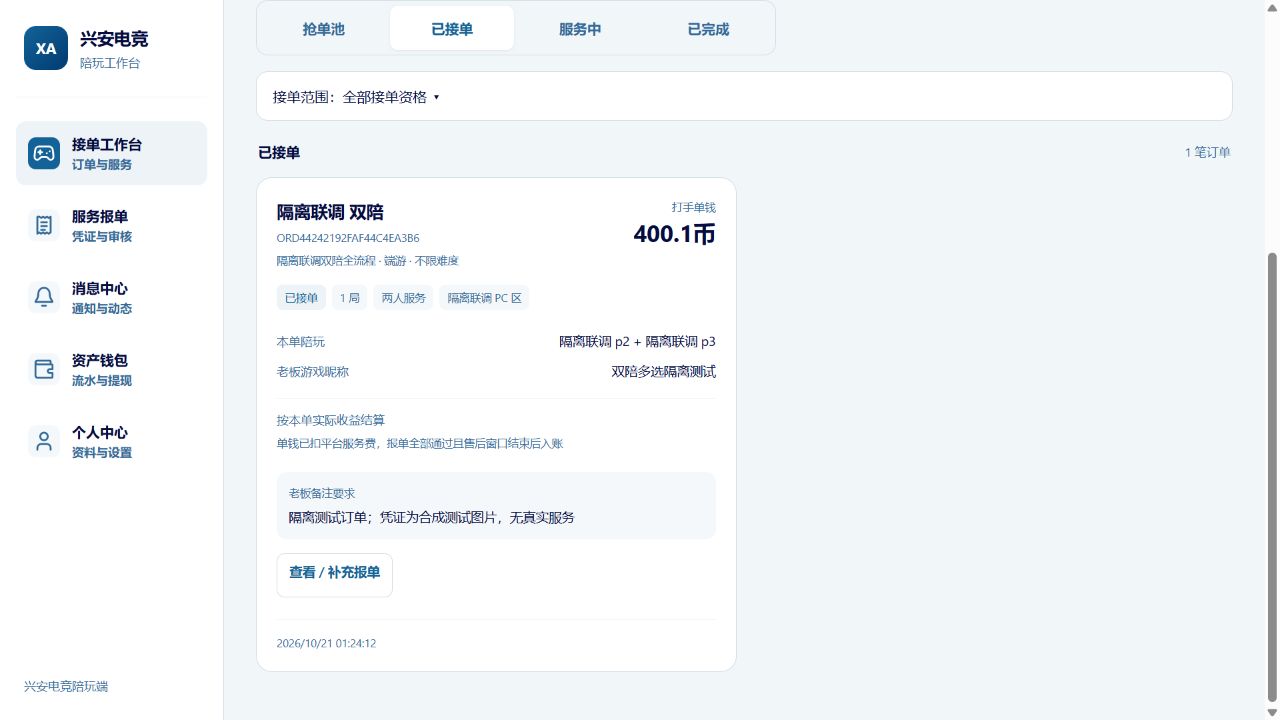 XA
兴安电竞
陪玩工作台
接单工作台
订单与服务
服务报单
凭证与审核
消息中心
通知与动态
资产钱包
流水与提现
个人中心
资料与设置
兴安电竞陪玩端
抢单池 已接单 服务中 已完成
接单范围：全部接单资格 ▾
已接单 1 笔订单
隔离联调 双陪 打手单钱
400.1币
ORD44242192FAF44C4EA3B6
隔离联调双陪全流程 · 端游 · 不限难度
已接单 1 局 两人服务 隔离联调 PC 区
本单陪玩 隔离联调 p2 + 隔离联调 p3
老板游戏昵称 双陪多选隔离测试
按本单实际收益结算
单钱已扣平台服务费，报单全部通过且售后窗口结束后入账
老板备注要求
隔离测试订单；凭证为合成测试图片，无真实服务
查看 / 补充报单
2026/10/21 01:24:12